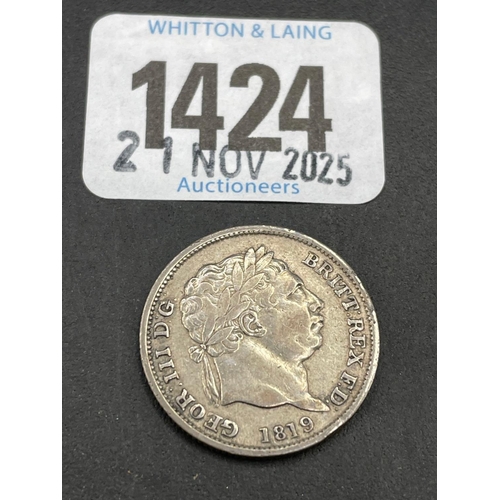 WHITTON & LAING
1424
21 NOV 2025
Auctioneers
GEOR: III D G BRITT REX F.D.
1819